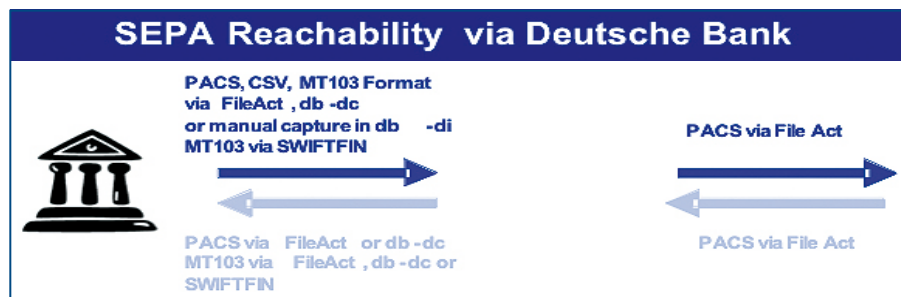 SEPA Reachability via Deutsche Bank
PACS, CSV, MT103 Format
via FileAct , db -dc
or manual capture in db -di
MT103 via SWIFTFIN
PACS via File Act
PACS via FileAct or db -dc
MT103 via FileAct , db -dc or
SWIFTFIN
PACS via File Act